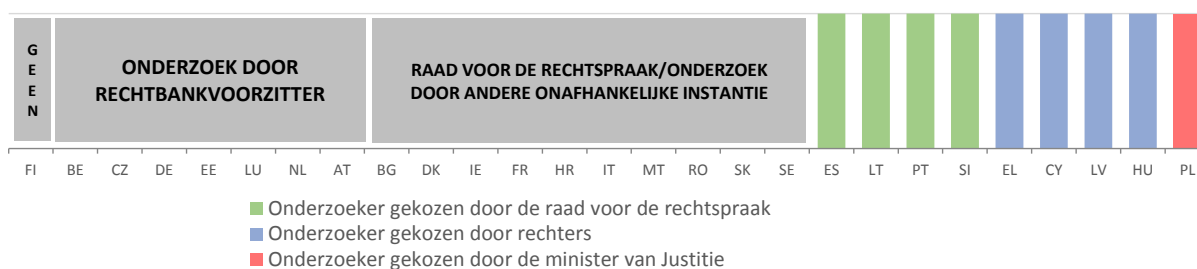 GEEN
ONDERZOEK DOOR
RECHTBANKVOORZITTER
RAAD VOOR DE RECHTSPRAAK/ONDERZOEK
DOOR ANDERE ONAFHANKELIJKE INSTANTIE
FI BE CZ DE EE LU NL AT BG DK IE FR HR IT MT RO SK SE ES LT PT SI EL CY LV HU PL
Onderzoeker gekozen door de raad voor de rechtspraak
Onderzoeker gekozen door rechters
Onderzoeker gekozen door de minister van Justitie